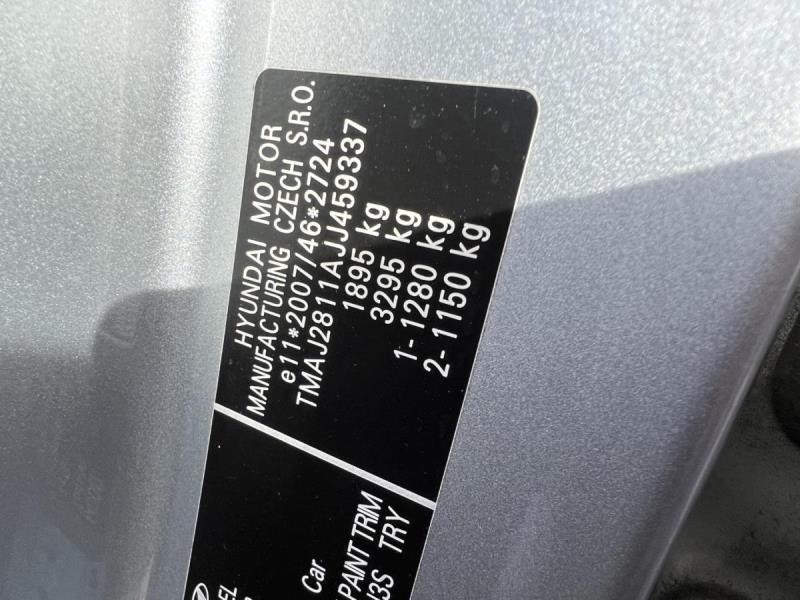 HYUNDAI MOTOR
MANUFACTURING CZECH S.R.O.
e11*2007/46*2724
TMAJ2811AJJ459337
1895 kg
3295 kg
1-1280 kg
2-1150 kg
Car
PAINT TRIM
TRY